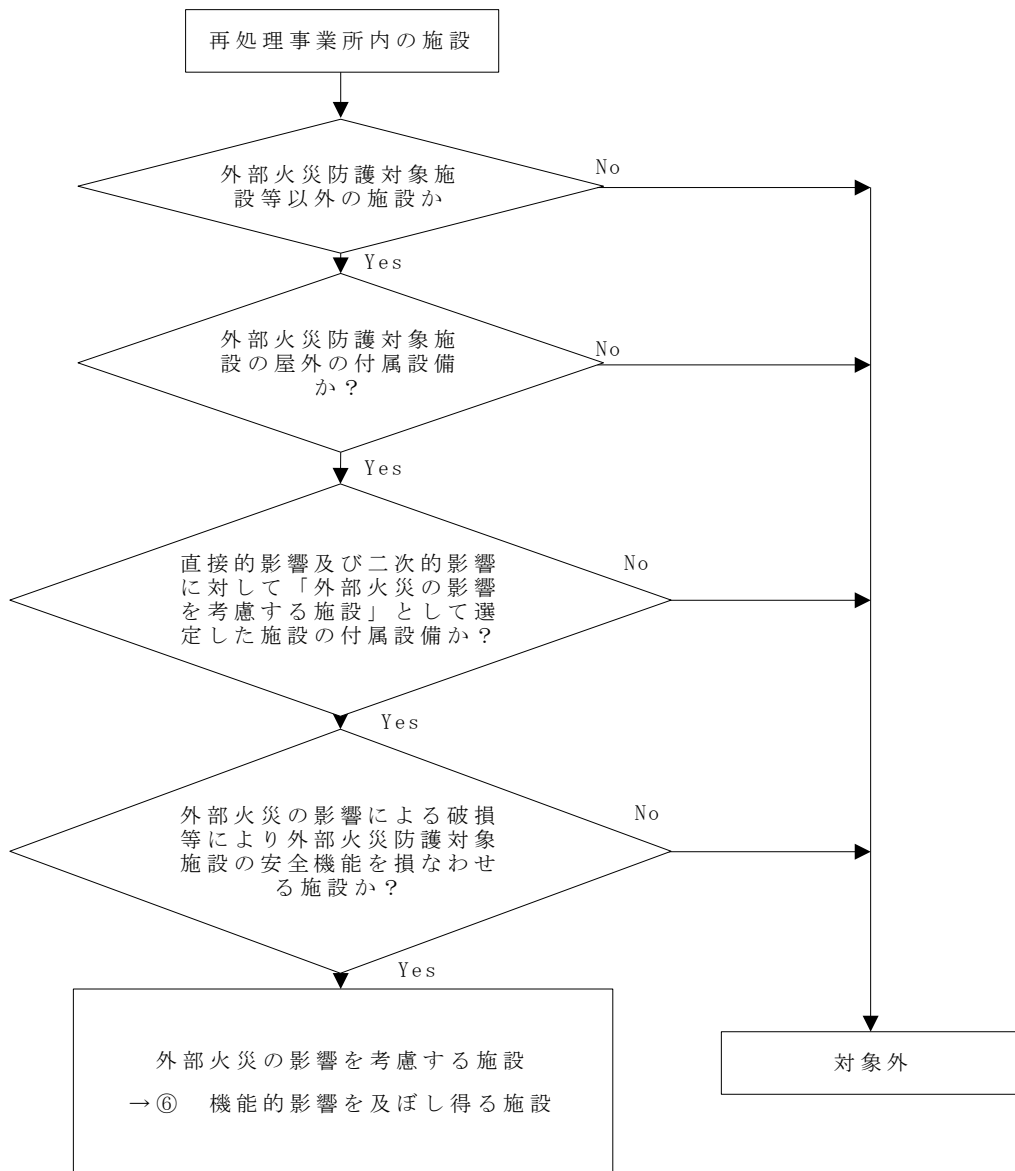 再処理事業所内の施設
外部火災防護対象施
設等以外の施設か
No
Yes
外部火災防護対象施
設の屋外の付属設備
か？
No
Yes
直接的影響及び二次的影響
に対して「外部火災の影響
を考慮する施設」として選
定した施設の付属設備か？
No
Yes
外部火災の影響による破損
等により外部火災防護対象
施設の安全機能を損なわせ
る施設か？
No
Yes
外部火災の影響を考慮する施設
→⑥　機能的影響を及ぼし得る施設
対象外